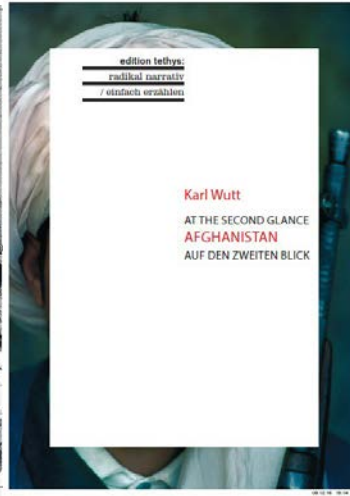 edition tethys:
radikal narrativ
/ einfach erzählen
Karl Wutt
AT THE SECOND GLANCE
AFGHANISTAN
AUF DEN ZWEITEN BLICK